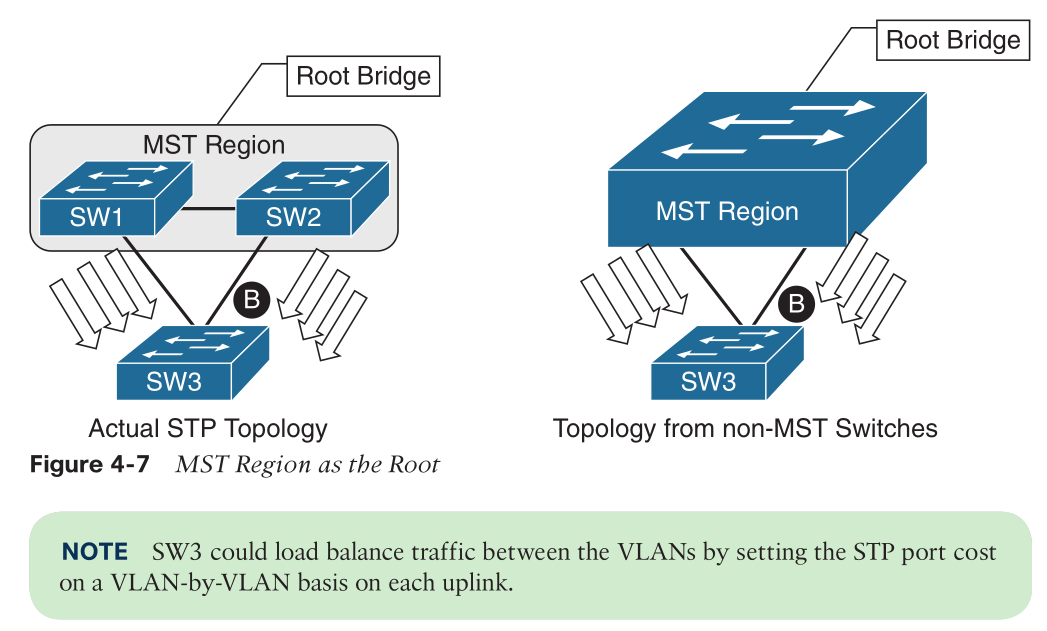 Root Bridge
MST Region
SW1
SW2
B
SW3
Actual STP Topology
Root Bridge
MST Region
B
SW3
Topology from non-MST Switches
Figure 4-7 MST Region as the Root
NOTE SW3 could load balance traffic between the VLANs by setting the STP port cost
on a VLAN-by-VLAN basis on each uplink.